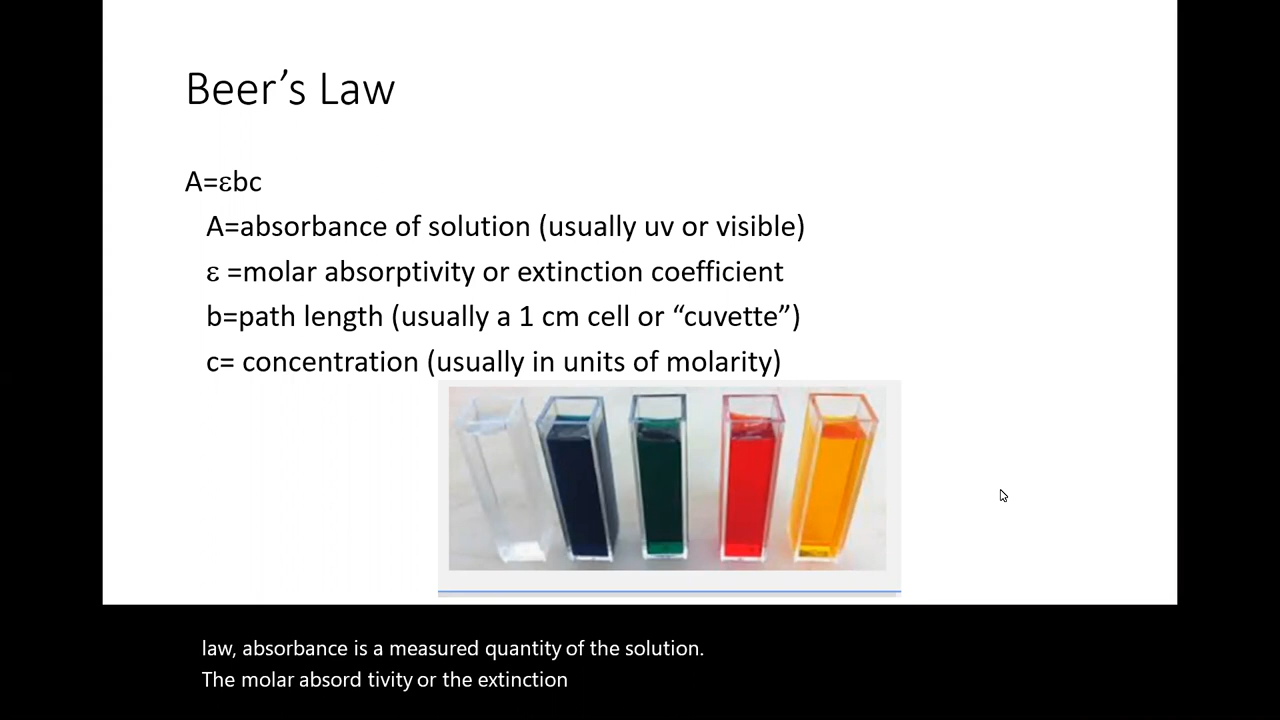 Beer’s Law
A=εbc
A=absorbance of solution (usually uv or visible)
ε =molar absorptivity or extinction coefficient
b=path length (usually a 1 cm cell or “cuvette”)
c= concentration (usually in units of molarity)
law, absorbance is a measured quantity of the solution.
The molar absord tivity or the extinction